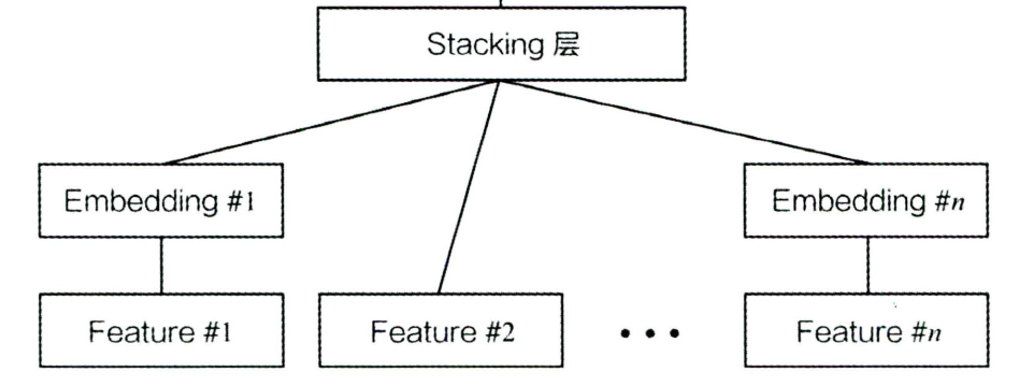 Stacking 层
Embedding #1
Embedding #n
Feature #1
Feature #2
• • •
Feature #n